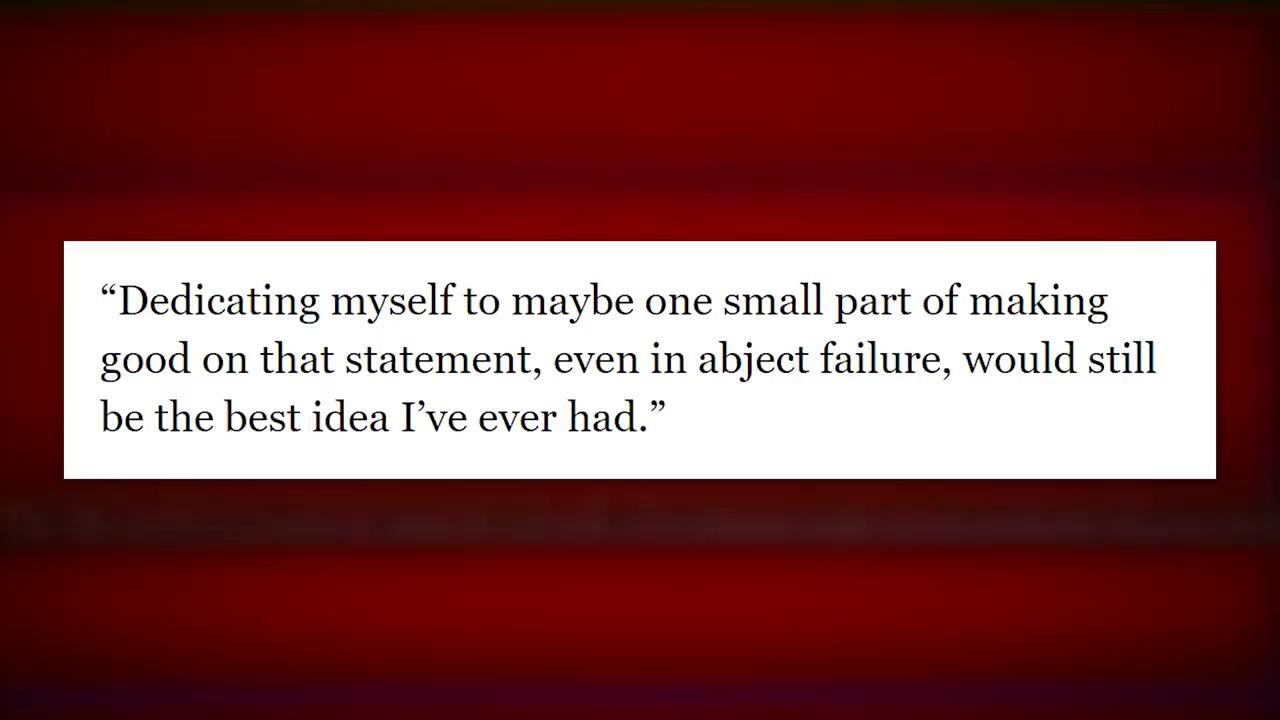 “Dedicating myself to maybe one small part of making
good on that statement, even in abject failure, would still
be the best idea I’ve ever had.”